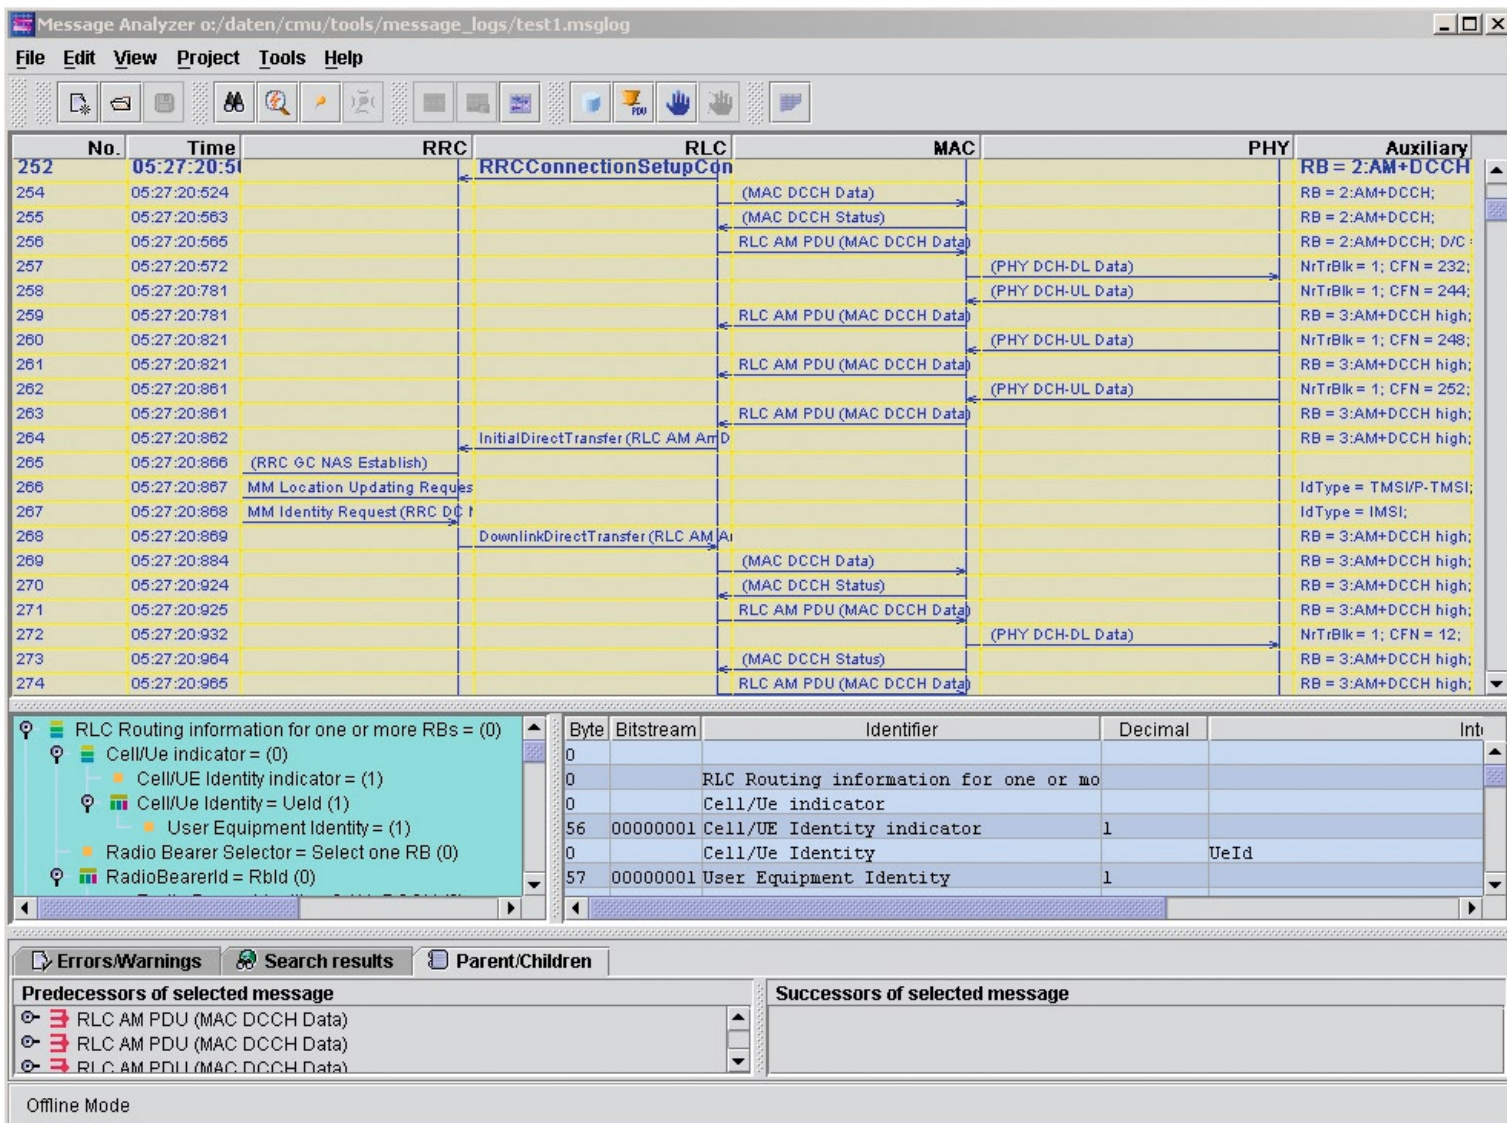 Message Analyzer o:/daten/cmu/tools/message_logs/test1.msglog
File Edit View Project Tools Help
PDU
No. Time RRC RLC MAC PHY Auxiliary
252 05:27:20:5 RRCConnectionSetupCon RB = 2:AM+DCCH
254 05:27:20:524 (MAC DCCH Data) RB = 2:AM+DCCH;
255 05:27:20:563 (MAC DCCH Status) RB = 2:AM+DCCH;
256 05:27:20:565 RLC AM PDU (MAC DCCH Data) RB = 2:AM+DCCH; D/C
257 05:27:20:572 (PHY DCH-DL Data) NrTrBlk = 1; CFN = 232;
258 05:27:20:781 (PHY DCH-UL Data) NrTrBlk = 1; CFN = 244;
259 05:27:20:781 RLC AM PDU (MAC DCCH Data) RB = 3:AM+DCCH high;
260 05:27:20:821 (PHY DCH-UL Data) NrTrBlk = 1; CFN = 248;
261 05:27:20:821 RLC AM PDU (MAC DCCH Data) RB = 3:AM+DCCH high;
262 05:27:20:861 (PHY DCH-UL Data) NrTrBlk = 1; CFN = 252;
263 05:27:20:861 RLC AM PDU (MAC DCCH Data) RB = 3:AM+DCCH high;
264 05:27:20:862 InitialDirectTransfer (RLC AM AmD RB = 3:AM+DCCH high;
265 05:27:20:866 (RRC GC NAS Establish)
266 05:27:20:867 MM Location Updating Reques IdType = TMSI/P-TMSI;
267 05:27:20:868 MM Identity Request (RRC DC N IdType = IMSI;
268 05:27:20:869 DownlinkDirectTransfer (RLC AM Ar RB = 3:AM+DCCH high;
269 05:27:20:884 (MAC DCCH Data) RB = 3:AM+DCCH high;
270 05:27:20:924 (MAC DCCH Status) RB = 3:AM+DCCH high;
271 05:27:20:925 RLC AM PDU (MAC DCCH Data) RB = 3:AM+DCCH high;
272 05:27:20:932 (PHY DCH-DL Data) NrTrBlk = 1; CFN = 12;
273 05:27:20:964 (MAC DCCH Status) RB = 3:AM+DCCH high;
274 05:27:20:965 RLC AM PDU (MAC DCCH Data) RB = 3:AM+DCCH high;
RLC Routing information for one or more RBs = (0)
Cell/Ue indicator = (0)
Cell/UE Identity indicator = (1)
Cell/Ue Identity = UeId (1)
User Equipment Identity = (1)
Radio Bearer Selector = Select one RB (0)
RadioBearerId = RbId (0)
Byte Bitstream Identifier Decimal Inte
0
0 RLC Routing information for one or mo
0 Cell/Ue indicator
56 00000001 Cell/UE Identity indicator 1
0 Cell/Ue Identity UeId
57 00000001 User Equipment Identity 1
Errors/Warnings Search results Parent/Children
Predecessors of selected message
RLC AM PDU (MAC DCCH Data)
RLC AM PDU (MAC DCCH Data)
RLC AM PDU (MAC DCCH Data)
Successors of selected message
Offline Mode